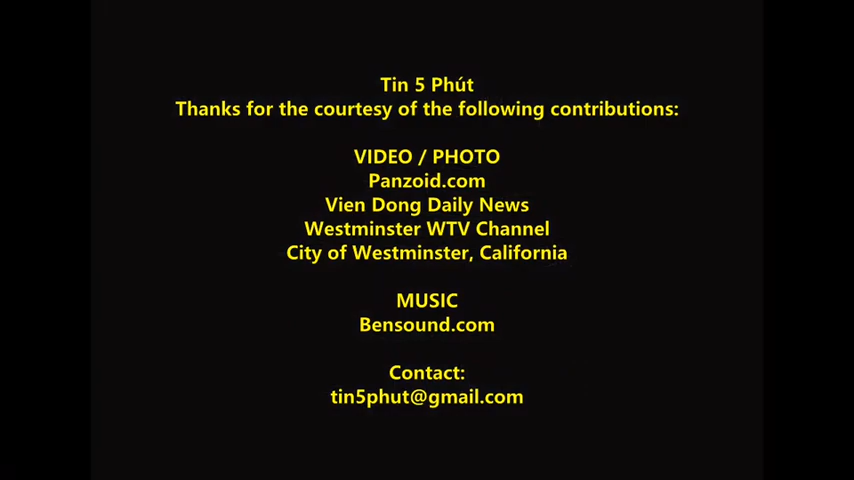 Tin 5 Phút
Thanks for the courtesy of the following contributions:
VIDEO / PHOTO
Panzoid.com
Vien Dong Daily News
Westminster WTV Channel
City of Westminster, California
MUSIC
Bensound.com
Contact:
tin5phut@gmail.com